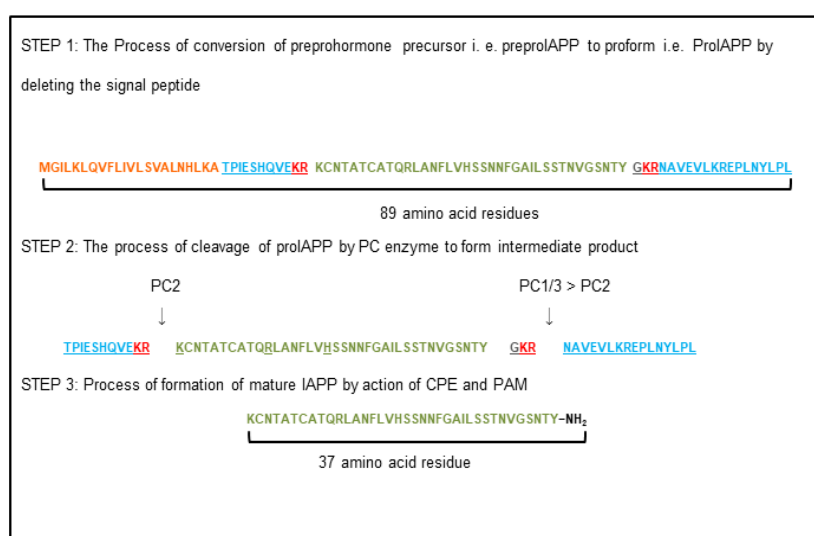 STEP 1: The Process of conversion of preprohormone precursor i. e. preproIAPP to proform i.e. ProIAPP by
deleting the signal peptide
MGILKLQVFLIVLSVALNHLKA TPIESHQVEKR KCNTATCATQRLANFLVHSSNNFGAILSSTNVGSNTY GKRNAVEVLKREPLNYLPL
89 amino acid residues
STEP 2: The process of cleavage of proIAPP by PC enzyme to form intermediate product
PC2 PC1/3 > PC2
↓ ↓
TPIESHQVEKR KCNTATCATQRLANFLVHSSNNFGAILSSTNVGSNTY GKR NAVEVLKREPLNYLPL
STEP 3: Process of formation of mature IAPP by action of CPE and PAM
KCNTATCATQRLANFLVHSSNNFGAILSSTNVGSNTY–NH₂
37 amino acid residue